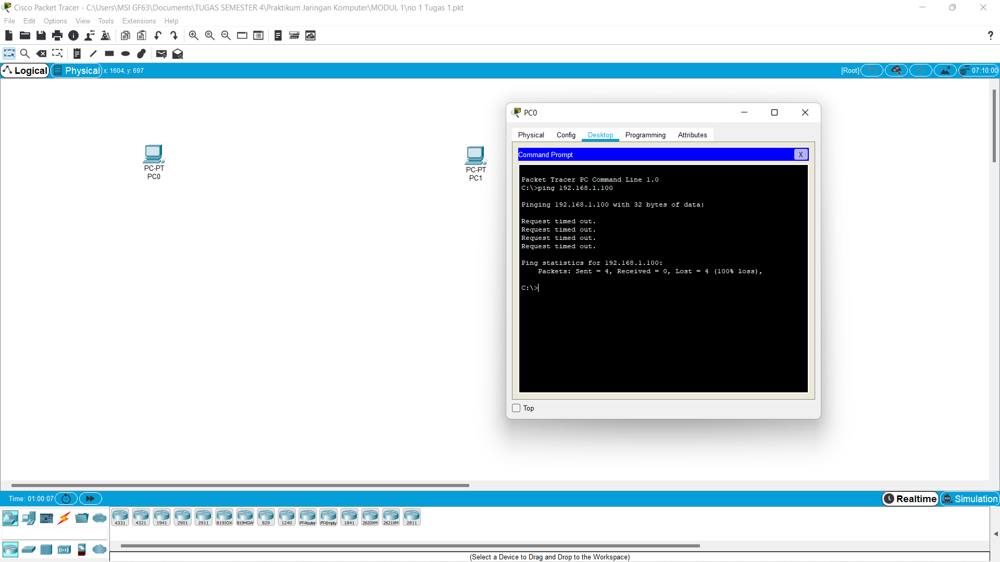 Cisco Packet Tracer - C:\Users\MSI GF63\Documents\TUGAS SEMESTER 4\Praktikum Jaringan Komputer\MODUL 1\no 1 Tugas 1.pkt
File Edit Options View Tools Extensions Help
?
Logical Physical x: 1604, y: 697 [Root] 07:10:00
PC-PT
PC0
PC-PT
PC1
PC0
Physical Config Desktop Programming Attributes
Command Prompt X
Packet Tracer PC Command Line 1.0
C:\>ping 192.168.1.100
Pinging 192.168.1.100 with 32 bytes of data:
Request timed out.
Request timed out.
Request timed out.
Request timed out.
Ping statistics for 192.168.1.100:
Packets: Sent = 4, Received = 0, Lost = 4 (100% loss),
C:\>
Top
Time: 01:00:07 Realtime Simulation
4331 4321 1941 2901 2911 819IOX 819HGW 829 1240 PT-Router PT-Empty 1841 2620XM 2621XM 2811
(Select a Device to Drag and Drop to the Workspace)